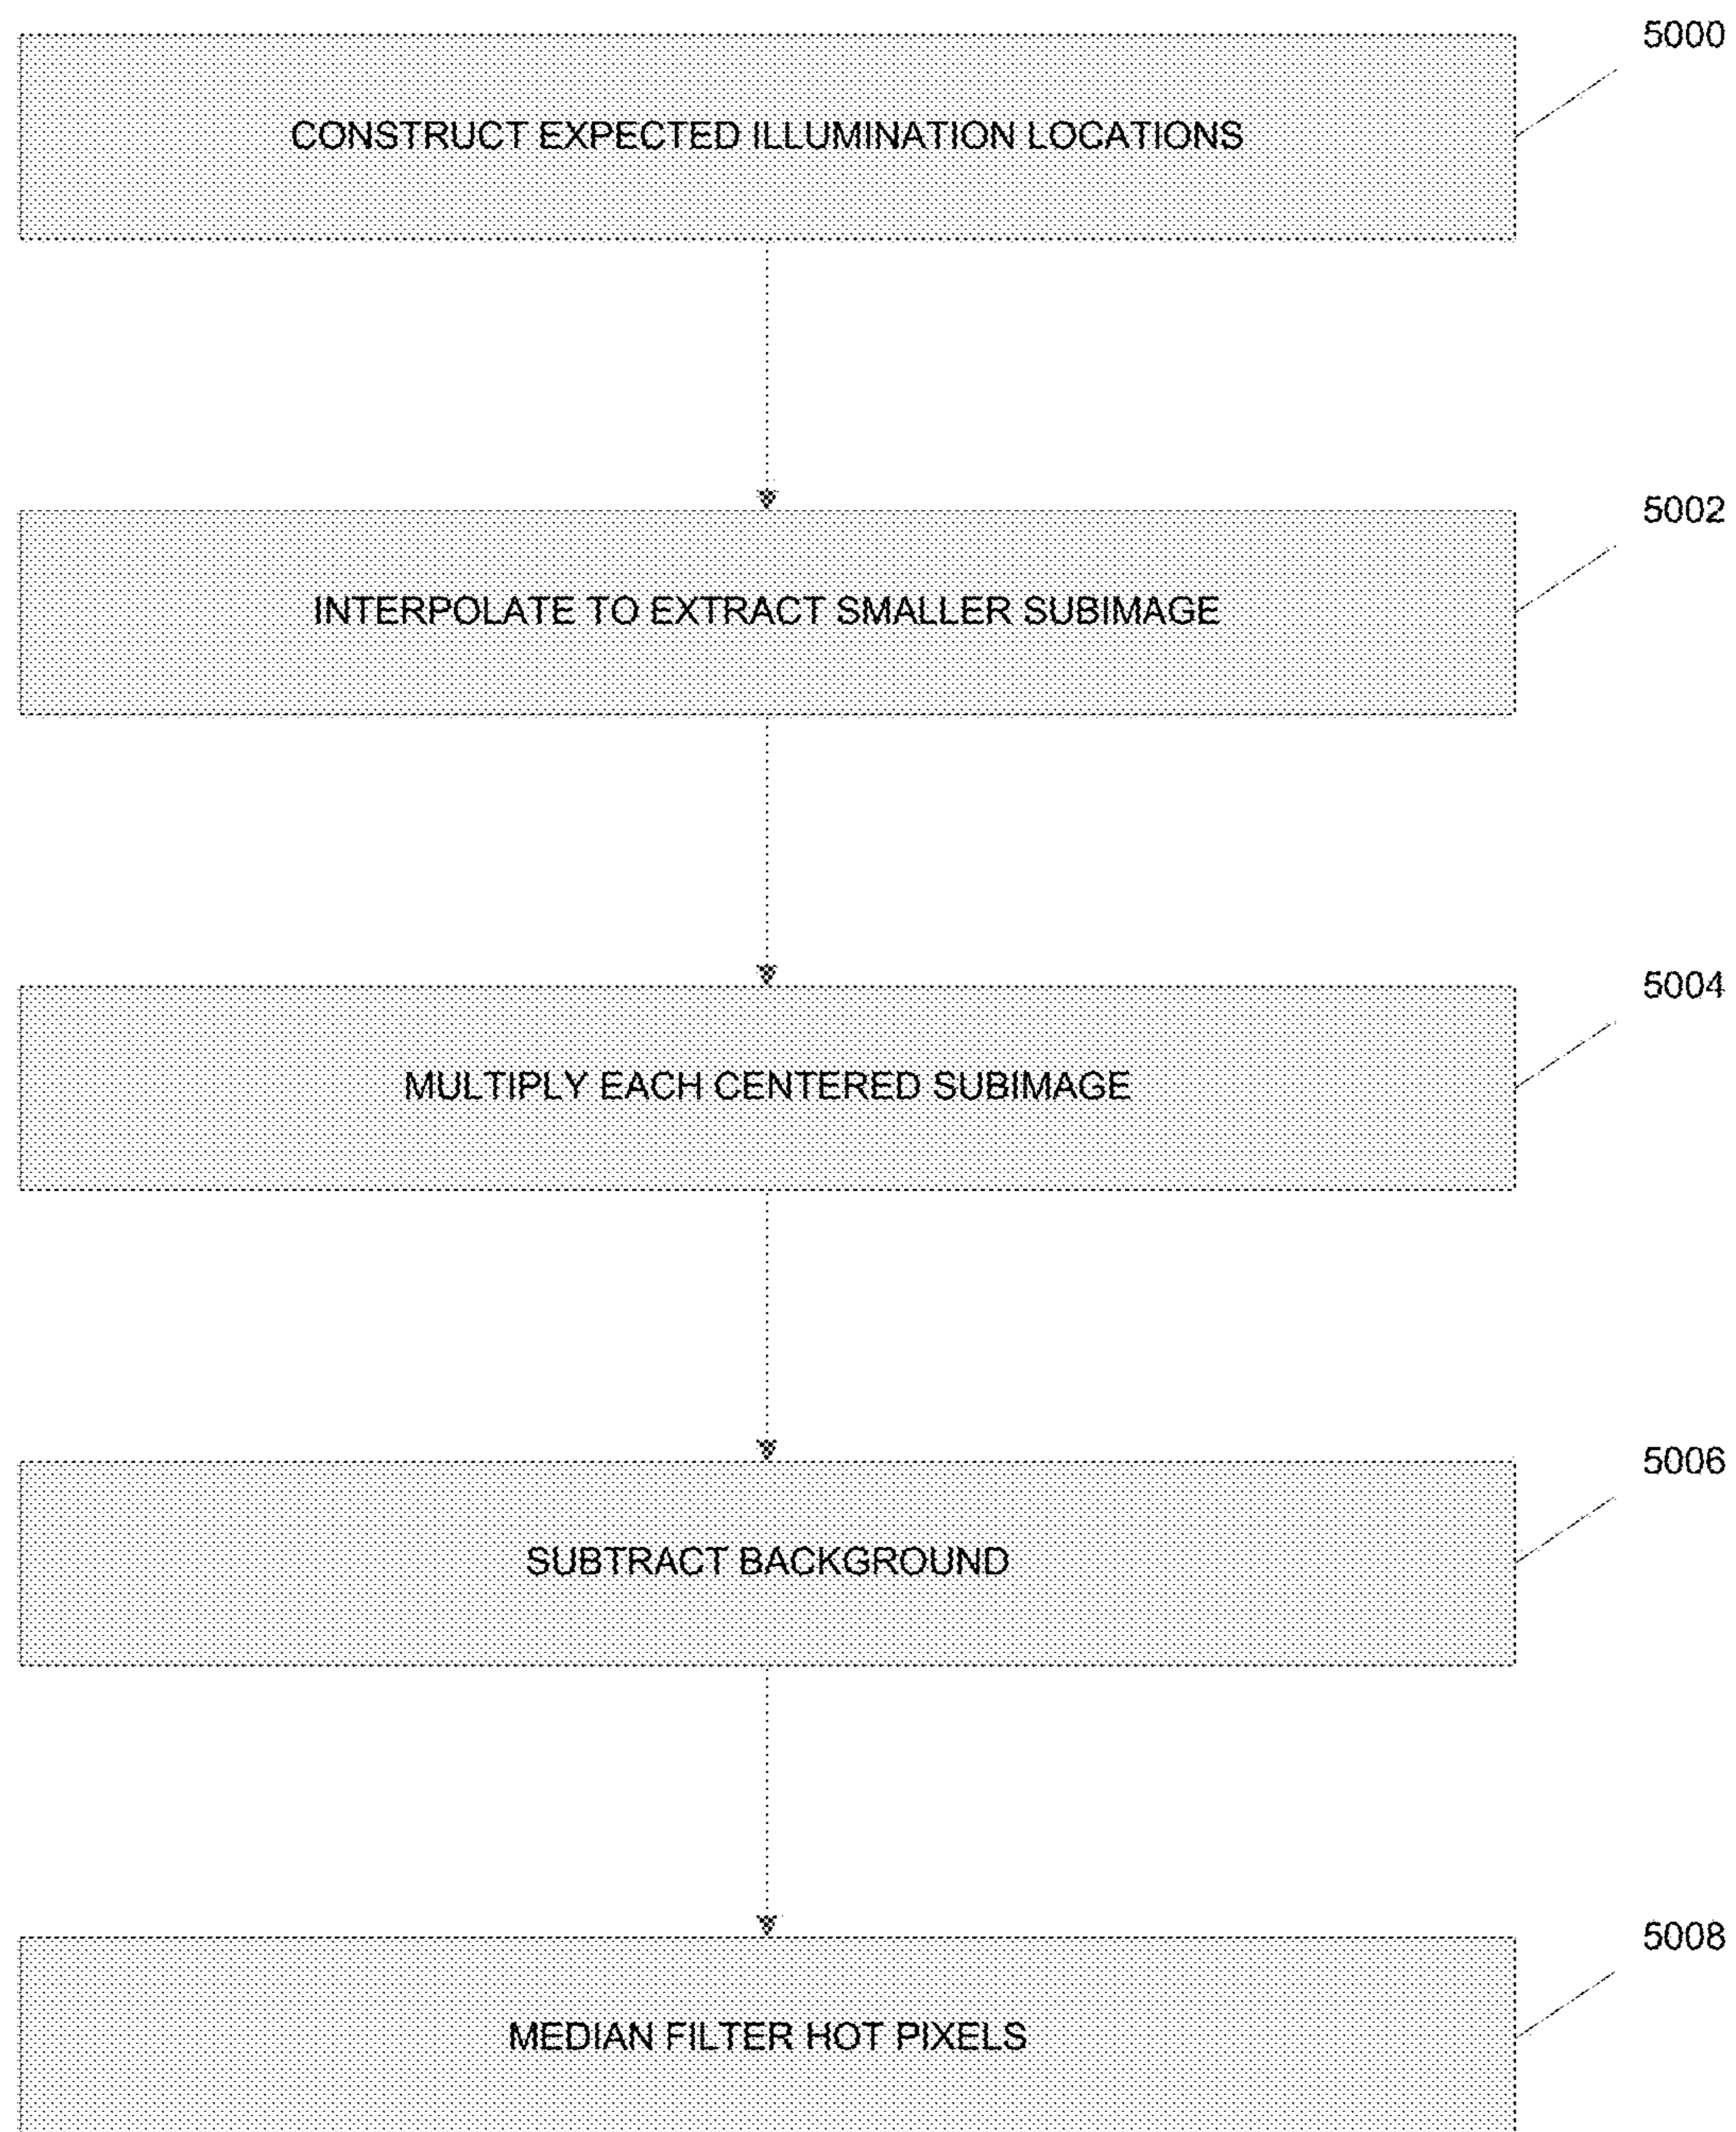 5000
CONSTRUCT EXPECTED ILLUMINATION LOCATIONS
5002
INTERPOLATE TO EXTRACT SMALLER SUBIMAGE
5004
MULTIPLY EACH CENTERED SUBIMAGE
5006
SUBTRACT BACKGROUND
5008
MEDIAN FILTER HOT PIXELS